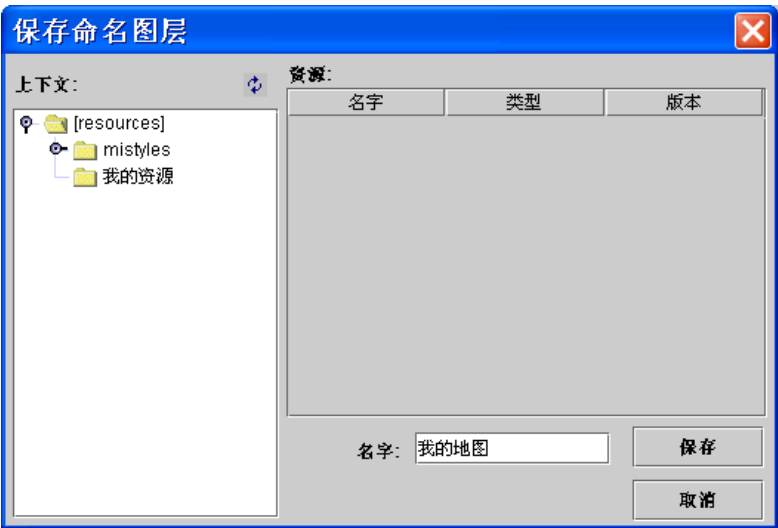 保存命名图层
上下文:
[resources]
mistyles
我的资源
资源:
名字 类型 版本
名字: 我的地图
保存
取消